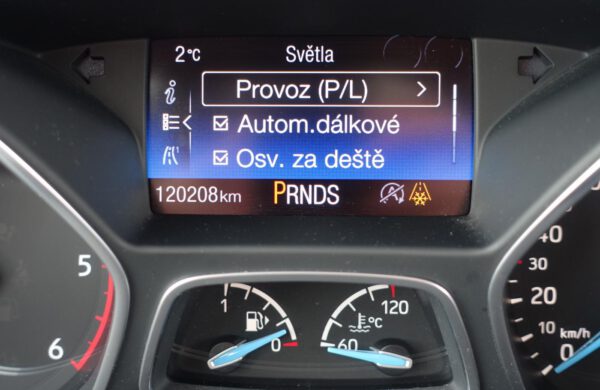 2°C Světla
Provoz (P/L)
Autom.dálkové
Osv. za deště
120208km PRNDS
1 0
60 120 °C
5
6
40
30
20
10 km/h
0